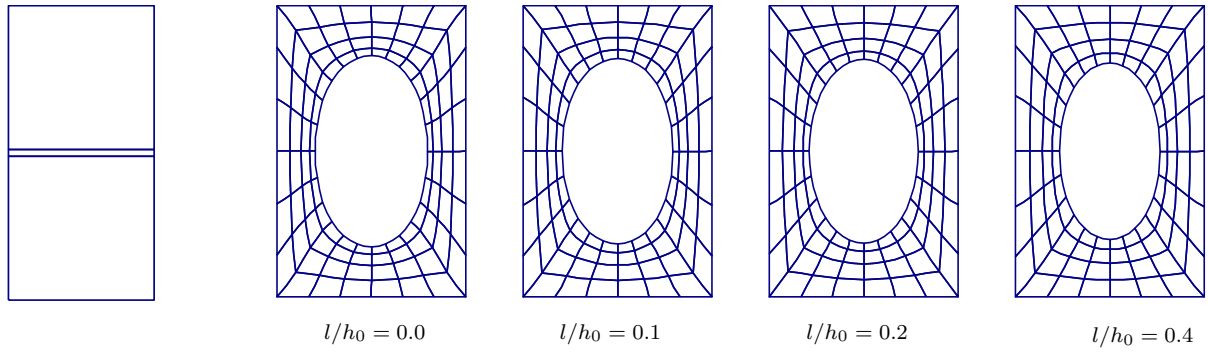 l/h₀ = 0.0 l/h₀ = 0.1 l/h₀ = 0.2 l/h₀ = 0.4